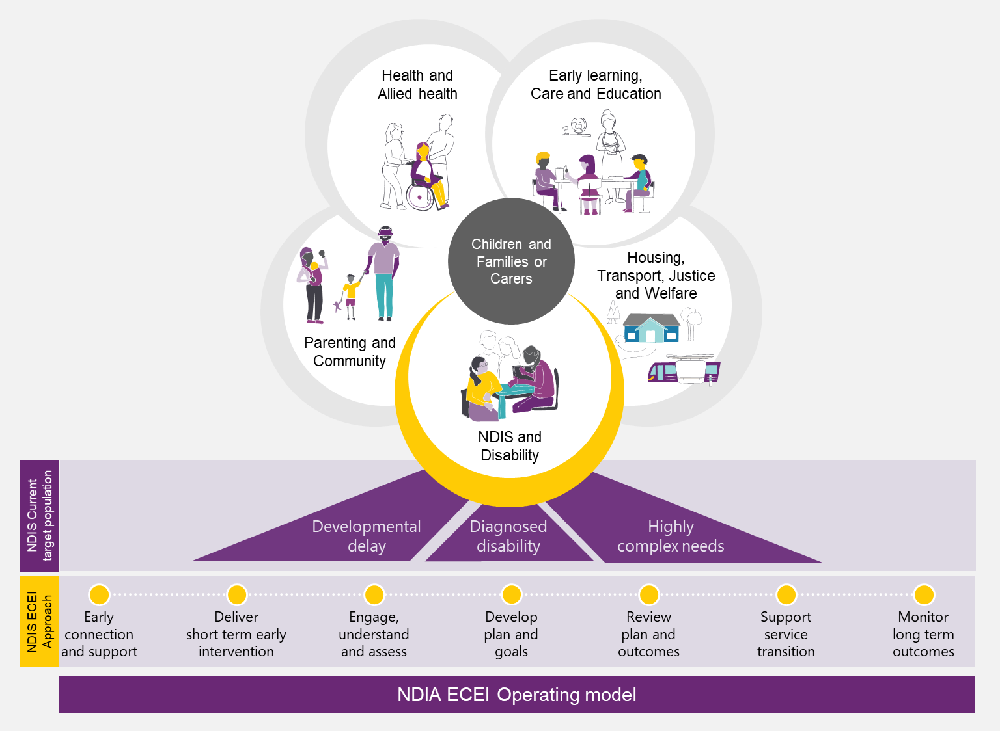 Health and
Allied health
Early learning,
Care and Education
Children and
Families or
Carers
Housing,
Transport, Justice
and Welfare
Parenting and
Community
NDIS and
Disability
NDIS Current
target population
Developmental
delay
Diagnosed
disability
Highly
complex needs
NDIS ECEI
Approach
Early
connection
and support
Deliver
short term early
intervention
Engage,
understand
and assess
Develop
plan and
goals
Review
plan and
outcomes
Support
service
transition
Monitor
long term
outcomes
NDIA ECEI Operating model